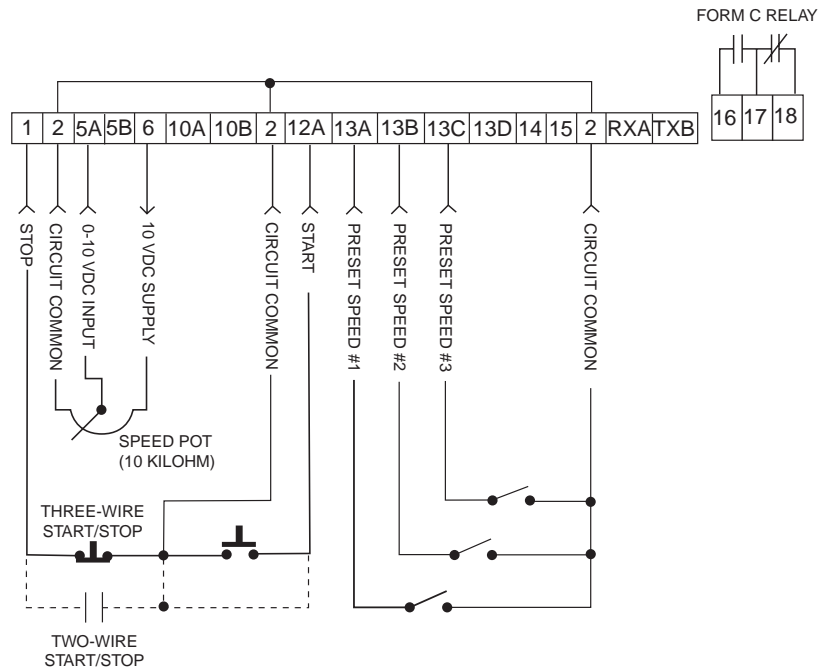 FORM C RELAY
16 17 18
1 2 5A 5B 6 10A 10B 2 12A 13A 13B 13C 13D 14 15 2 RXA TXB
STOP
CIRCUIT COMMON
0-10 VDC INPUT
10 VDC SUPPLY
CIRCUIT COMMON
START
PRESET SPEED #1
PRESET SPEED #2
PRESET SPEED #3
CIRCUIT COMMON
SPEED POT
(10 KILOHM)
THREE-WIRE
START/STOP
TWO-WIRE
START/STOP